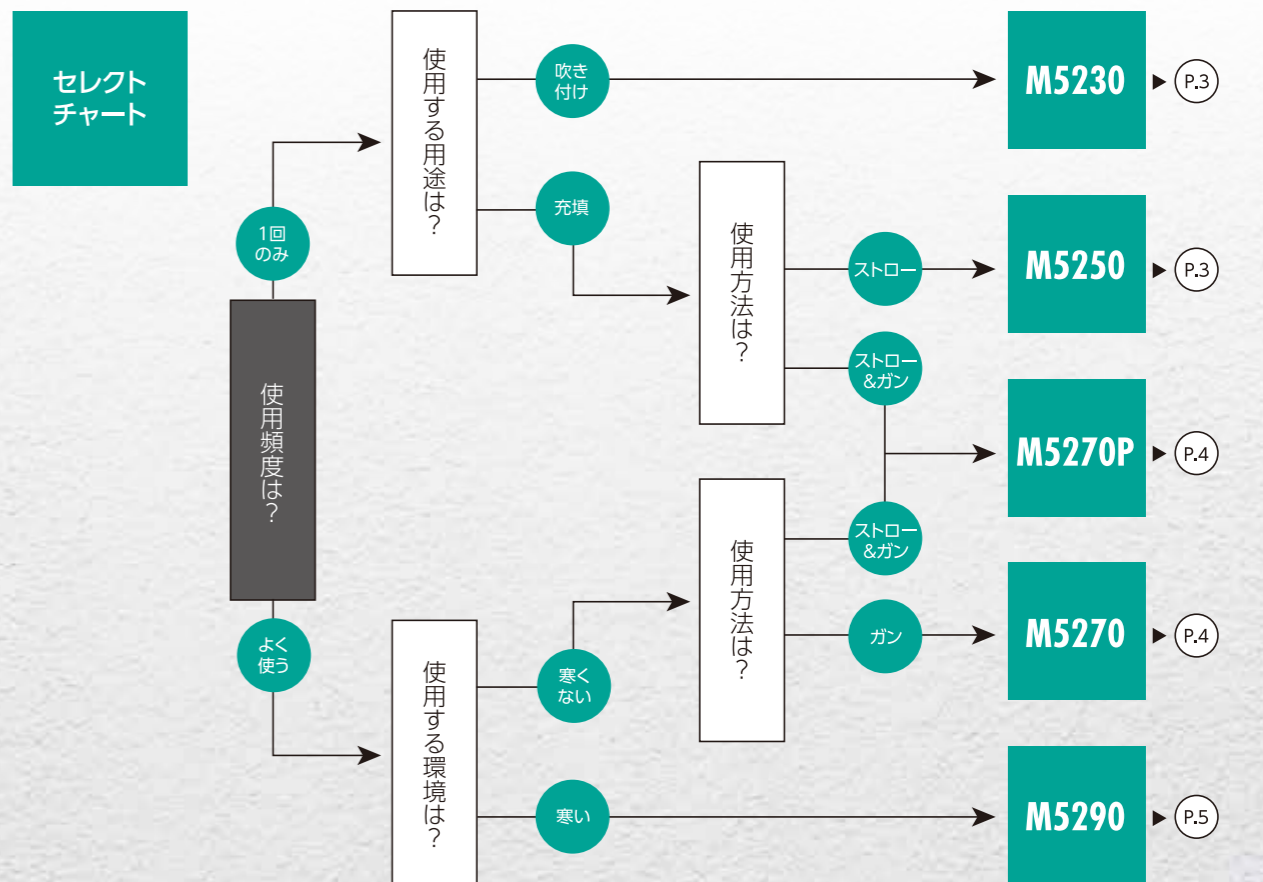 セレクト
チャート
使用頻度は？
1回
のみ
使用する用途は？
吹き
付け
M5230
P.3
充填
使用方法は？
ストロー
M5250
P.3
ストロー
&ガン
M5270P
P.4
よく
使う
使用する環境は？
寒く
ない
使用方法は？
ストロー
&ガン
ガン
M5270
P.4
寒い
M5290
P.5